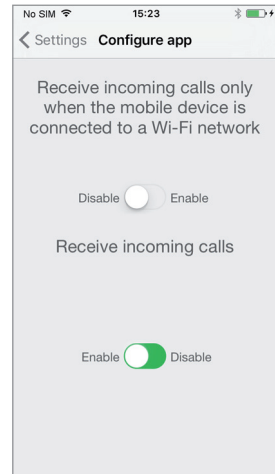 No SIM 15:23
Settings Configure app
Receive incoming calls only
when the mobile device is
connected to a Wi-Fi network
Disable Enable
Receive incoming calls
Enable Disable